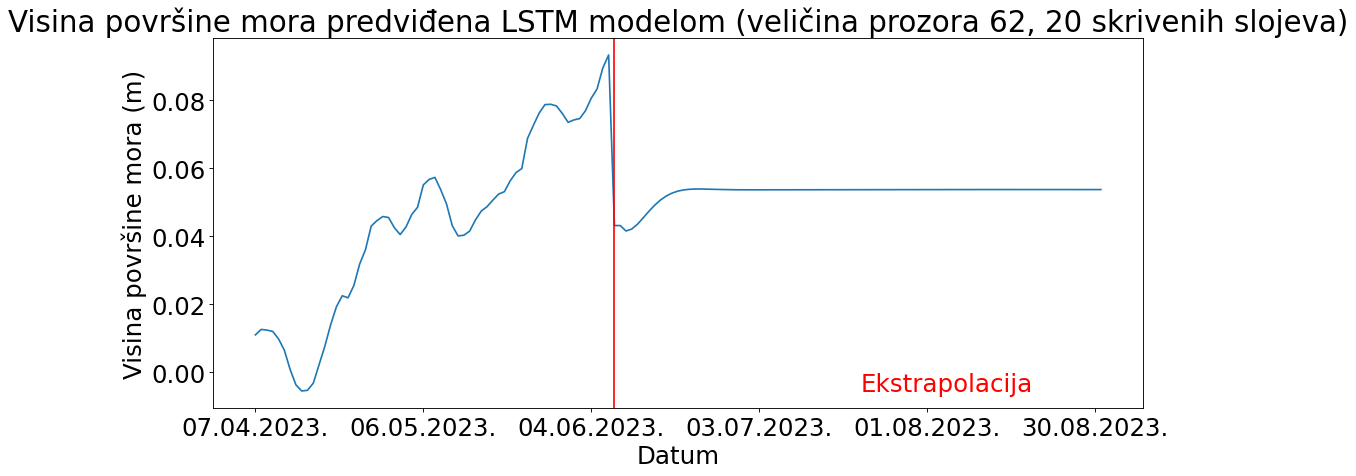 Visina površine mora predviđena LSTM modelom (veličina prozora 62, 20 skrivenih slojeva)
Visina površine mora (m)
0.08
0.06
0.04
0.02
0.00
Ekstrapolacija
07.04.2023. 06.05.2023. 04.06.2023. 03.07.2023. 01.08.2023. 30.08.2023.
Datum